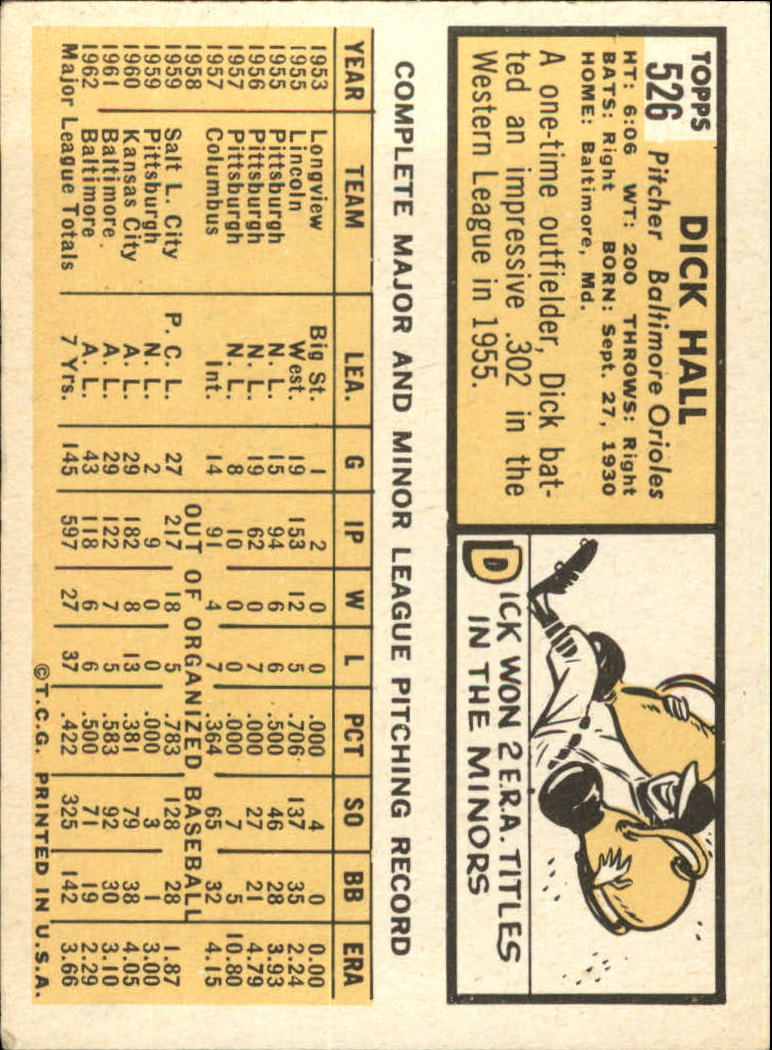 TOPPS
526
DICK HALL
Pitcher Baltimore Orioles
HT: 6:06 WT: 200 THROWS: Right
BATS: Right BORN: Sept. 27, 1930
HOME: Baltimore, Md.
A one-time outfielder, Dick bat-
ted an impressive .302 in the
Western League in 1955.
DICK WON 2 E.R.A. TITLES
IN THE MINORS
COMPLETE MAJOR AND MINOR LEAGUE PITCHING RECORD
YEAR TEAM LEA. G IP W L PCT SO BB ERA
1953 Longview Big St. 1 2 0 0 .000 4 0 0.00
1955 Lincoln West. 19 153 12 5 .706 137 35 2.24
1955 Pittsburgh N. L. 15 94 6 6 .500 46 28 3.93
1956 Pittsburgh N. L. 19 62 0 7 .000 27 21 4.79
1957 Pittsburgh N. L. 8 10 0 0 .000 7 5 10.80
1957 Columbus Int. 14 91 4 7 .364 65 32 4.15
1958 OUT OF ORGANIZED BASEBALL
1959 Salt L. City P. C. L. 27 217 18 5 .783 128 28 1.87
1959 Pittsburgh N. L. 2 9 0 0 .000 3 1 3.00
1960 Kansas City A. L. 29 182 8 13 .381 79 38 4.05
1961 Baltimore A. L. 29 122 7 5 .583 92 30 3.10
1962 Baltimore A. L. 43 118 6 6 .500 71 19 2.29
Major League Totals 7 Yrs. 145 597 27 37 .422 325 142 3.66
©T.C.G. PRINTED IN U.S.A.